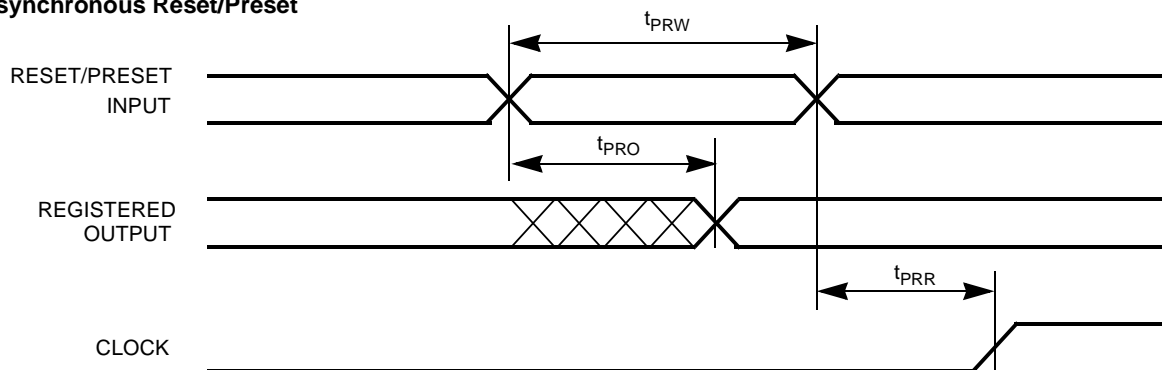 synchronous Reset/Preset
tPRW
RESET/PRESET
INPUT
tPRO
REGISTERED
OUTPUT
tPRR
CLOCK